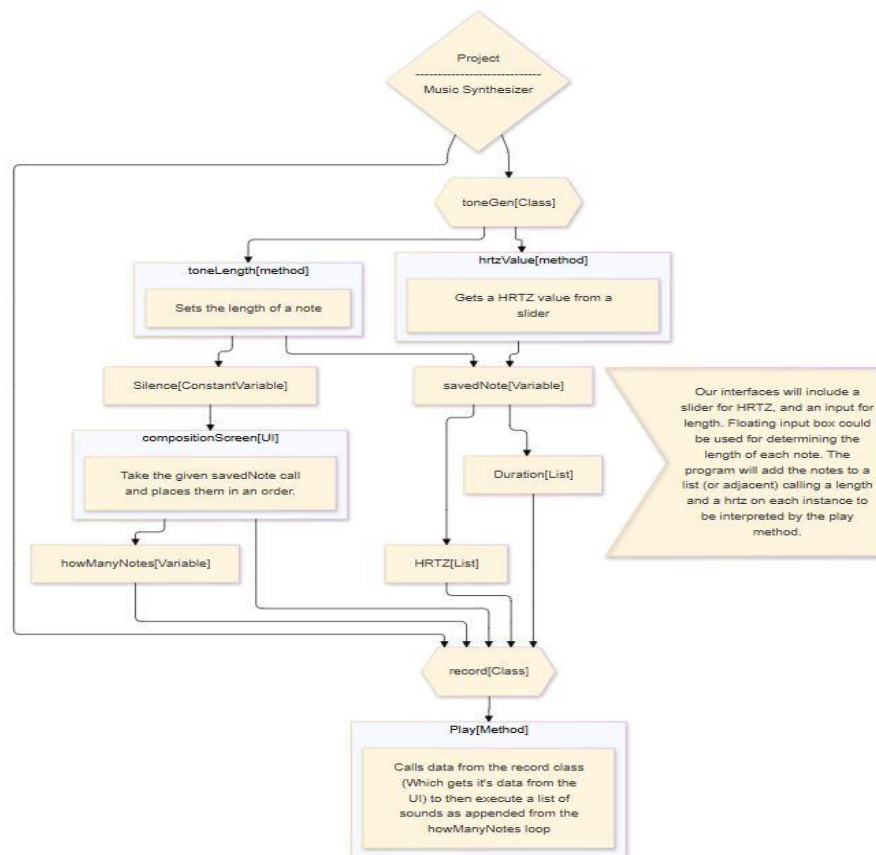 Project
------------------------------
Music Synthesizer
toneGen[Class]
toneLength[method]
Sets the length of a note
hrtzValue[method]
Gets a HRTZ value from a
slider
Silence[ConstantVariable]
savedNote[Variable]
compositionScreen[UI]
Take the given savedNote call
and places them in an order.
Duration[List]
howManyNotes[Variable]
HRTZ[List]
Our interfaces will include a
slider for HRTZ, and an input for
length. Floating input box could
be used for determining the
length of each note. The
program will add the notes to a
list (or adjacent) calling a length
and a hrtz on each instance to
be interpreted by the play
method.
record[Class]
Play[Method]
Calls data from the record class
(Which gets it's data from the
UI) to then execute a list of
sounds as appended from the
howManyNotes loop